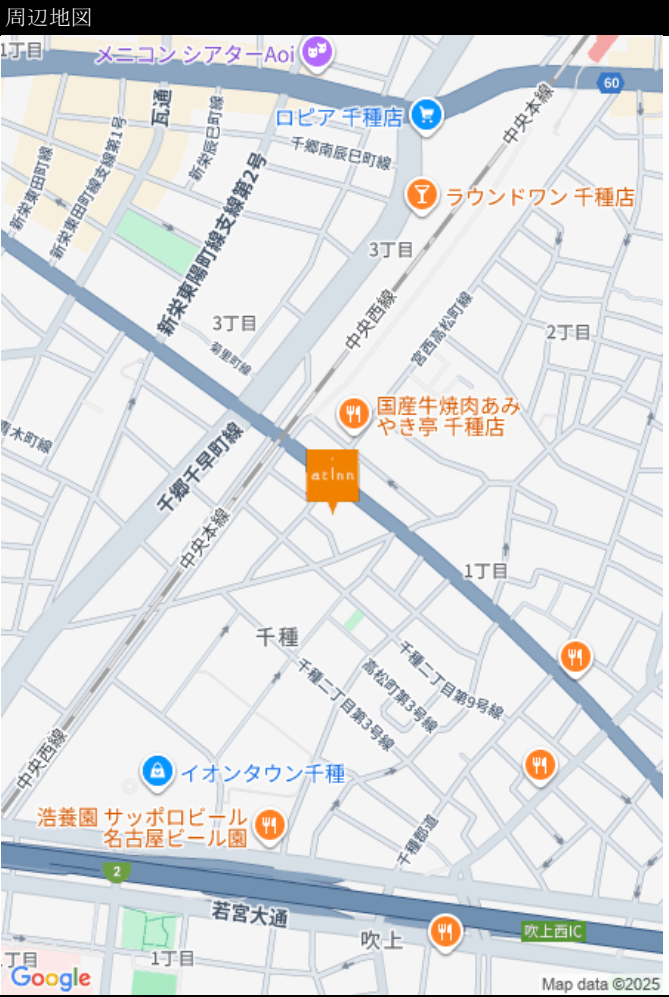 周辺地図
1丁目
メニコン シアターAoi
60
瓦通
ロピア 千種店
中央本線
新栄辰巳町線
千郷南辰巳町線
新栄東田町線支線第1号
新栄東田町線
ラウンドワン 千種店
新栄東陽町線支線第2号
3丁目
中央西線
宮西高松町線
3丁目
2丁目
菊里町線
国産牛焼肉あみ
やき亭 千種店
青木町線
千郷千早町線
at Inn
中央本線
1丁目
千種
千種二丁目第9号線
高松町第3号線
千種二丁目第3号線
中央西線
イオンタウン千種
浩養園 サッポロビール
名古屋ビール園
千種郡道
2
若宮大通
吹上
吹上西IC
丁目
1丁目
Google
Map data ©2025